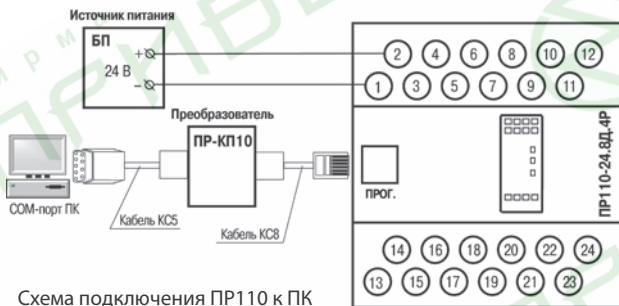 Источник питания
БП
+
24 В
–
Преобразователь
ПР-КП10
COM-порт ПК
Кабель КС5
Кабель КС8
2 4 6 8 10 12
1 3 5 7 9 11
ПРОГ.
ПР110-24.8Д.4Р
14 16 18 20 22 24
13 15 17 19 21 23
Схема подключения ПР110 к ПК